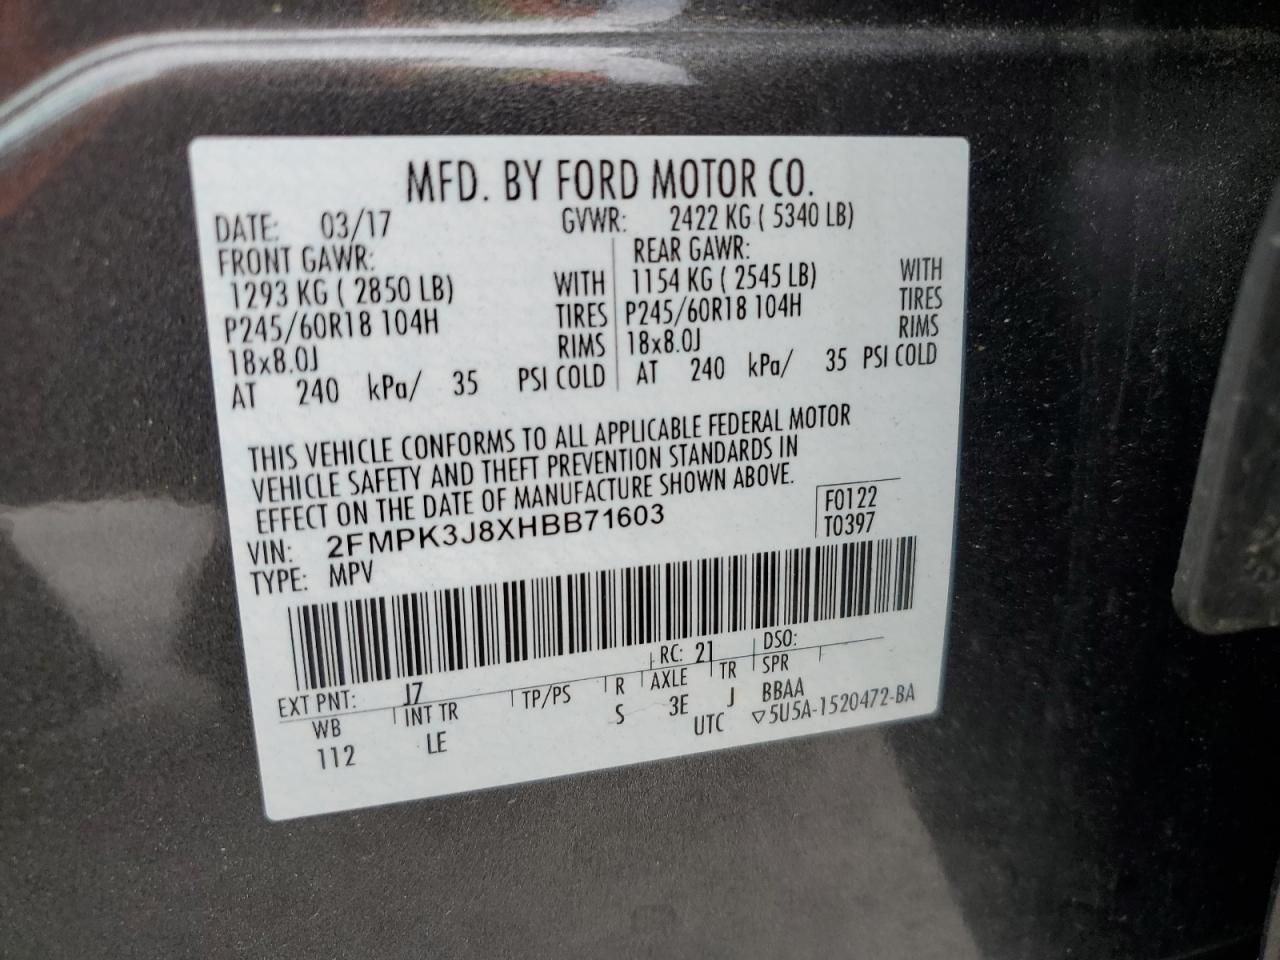 MFD. BY FORD MOTOR CO.
DATE: 03/17 GVWR: 2422 KG ( 5340 LB)
FRONT GAWR: REAR GAWR:
1293 KG ( 2850 LB) WITH 1154 KG ( 2545 LB) WITH
P245/60R18 104H TIRES P245/60R18 104H TIRES
18x8.0J RIMS 18x8.0J RIMS
AT 240 kPa/ 35 PSI COLD AT 240 kPa/ 35 PSI COLD
THIS VEHICLE CONFORMS TO ALL APPLICABLE FEDERAL MOTOR
VEHICLE SAFETY AND THEFT PREVENTION STANDARDS IN
EFFECT ON THE DATE OF MANUFACTURE SHOWN ABOVE.
VIN: 2FMPK3J8XHBB71603 F0122
TYPE: MPV T0397
EXT PNT: J7 RC: 21 DSO:
WB INT TR TP/PS R AXLE TR SPR
112 LE S 3E J BBAA
UTC ▽5U5A-1520472-BA